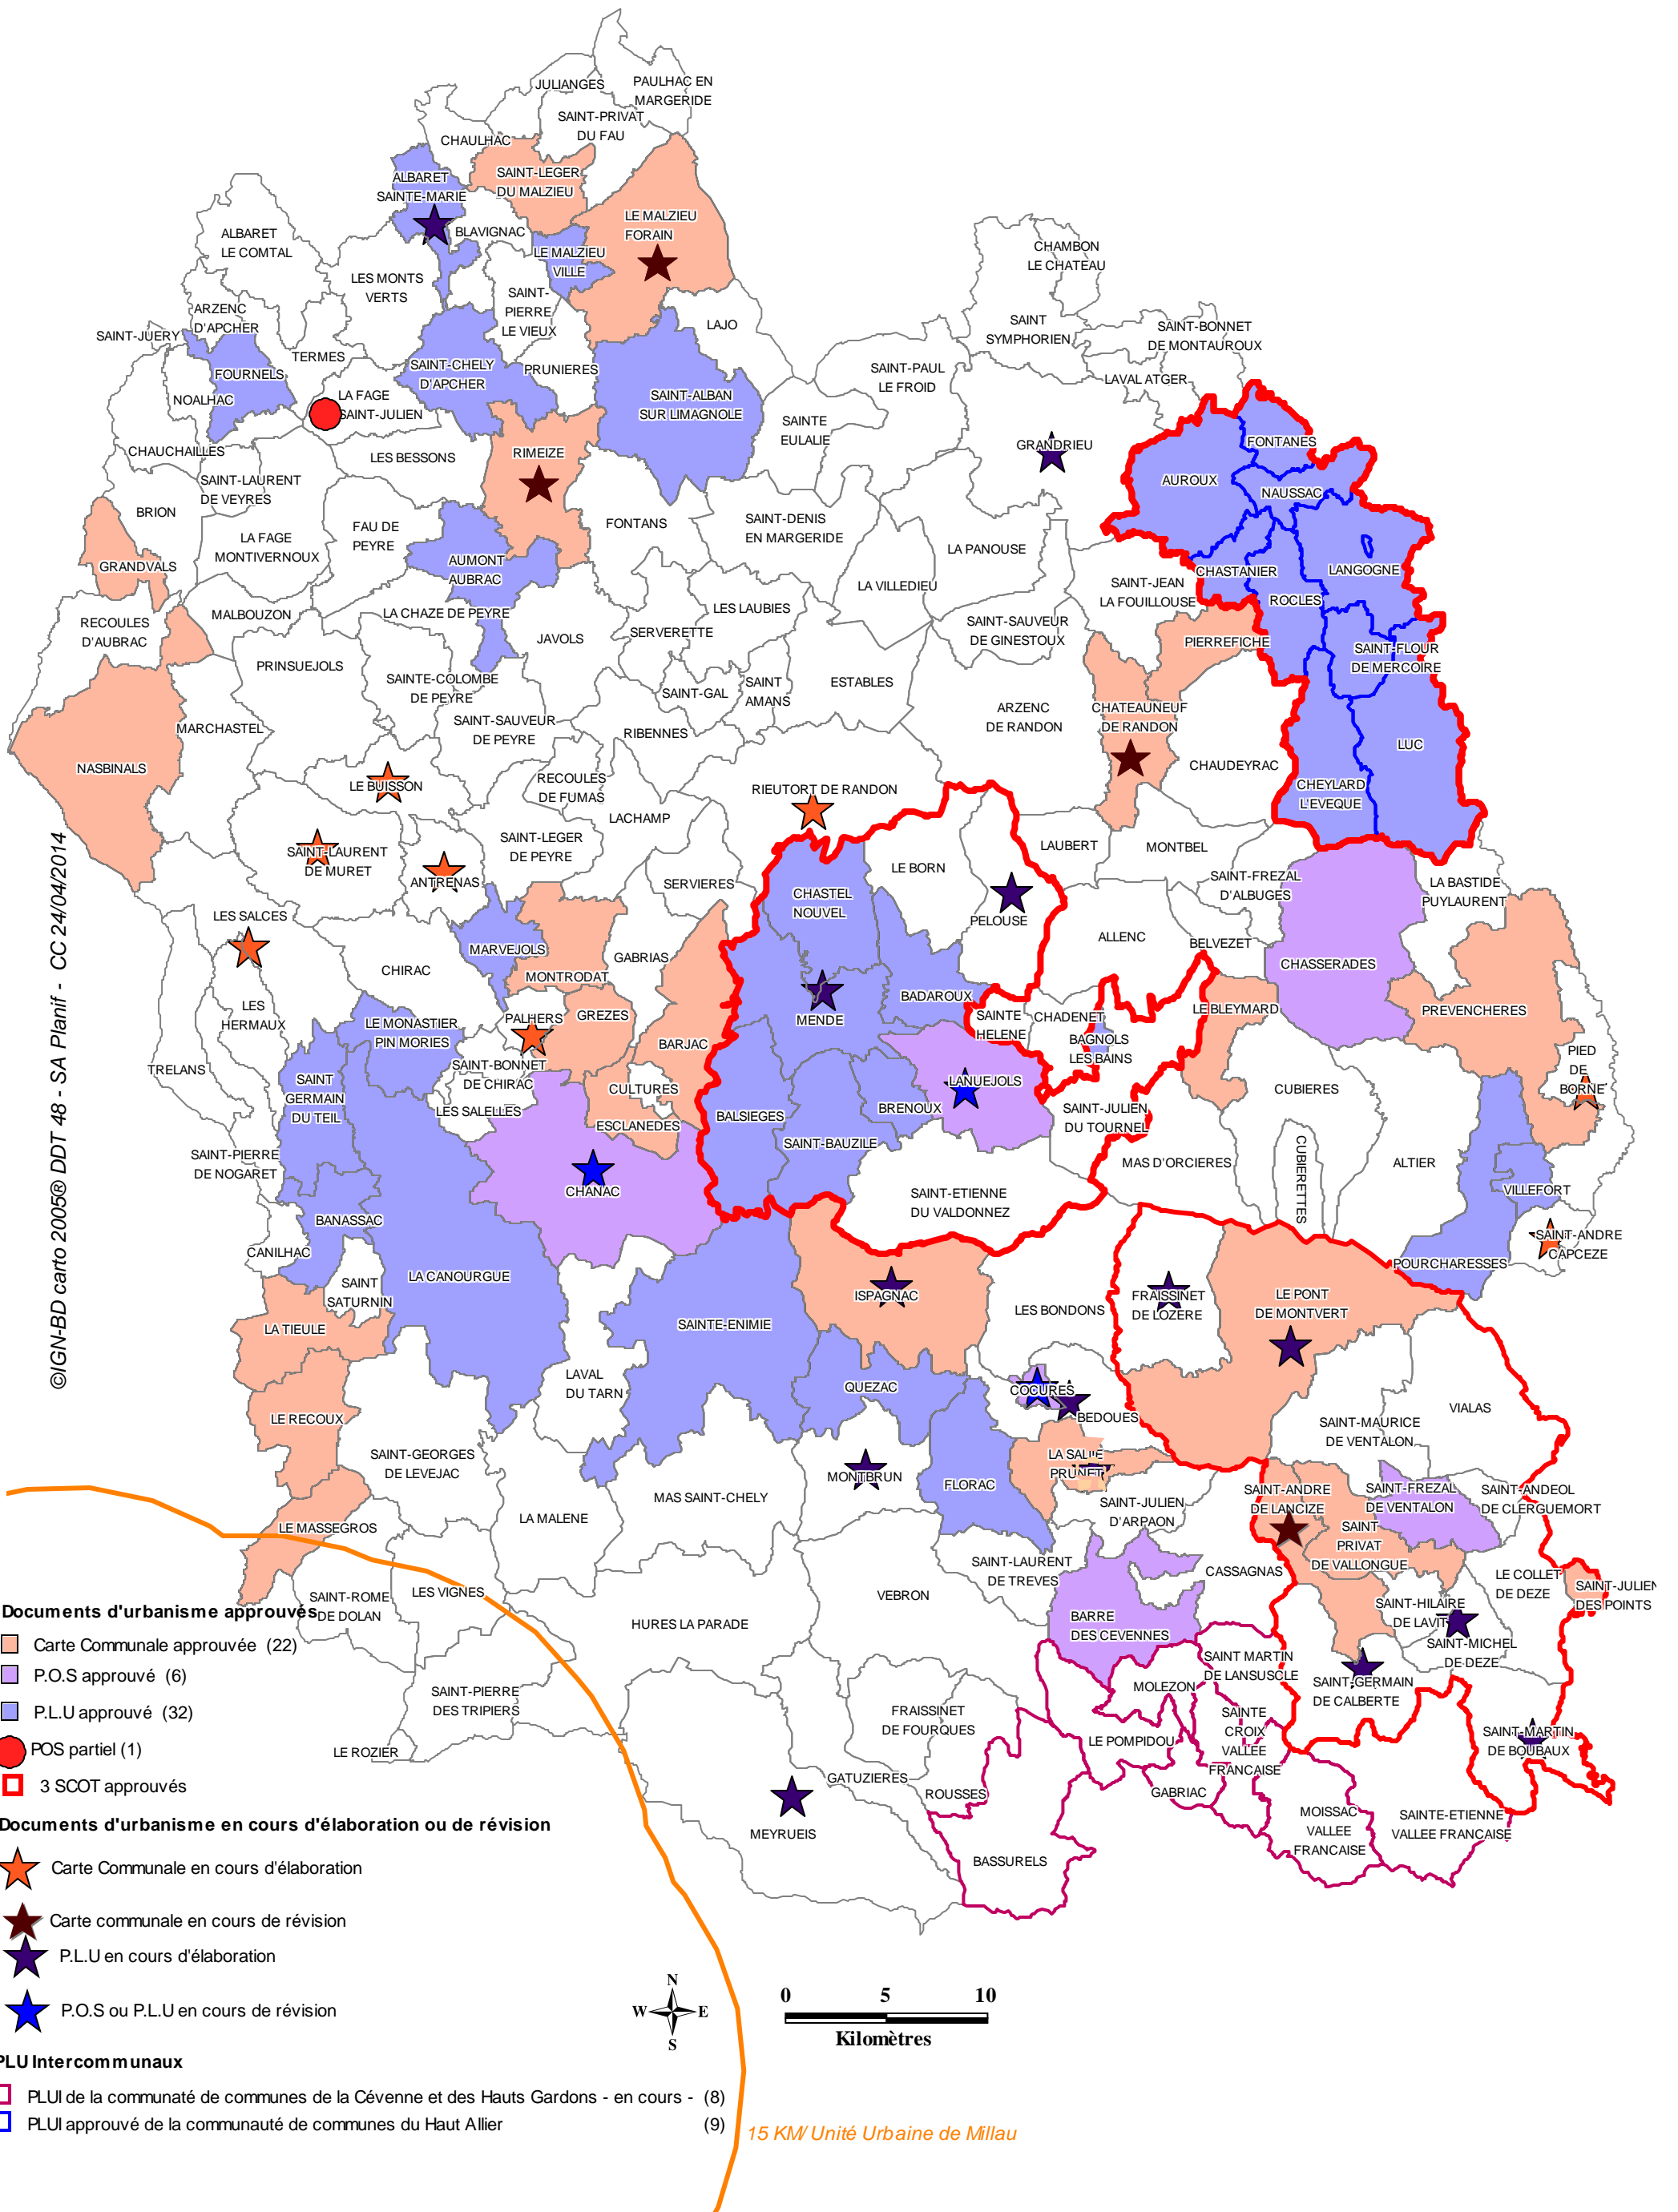 JULIANGES
PAULHAC EN
MARGERIDE
SAINT-PRIVAT
DU FAU
CHAULHAC
SAINT-LEGER
DU MALZIEU
ALBARET
SAINTE-MARIE
LE MALZIEU
FORAIN
BLAVIGNAC
ALBARET
LE COMTAL
LE MALZIEU
VILLE
CHAMBON
LE CHATEAU
LES MONTS
VERTS
SAINT-
PIERRE
LE VIEUX
ARZENC
D'APCHER
SAINT-JUERY
LAJO
SAINT
SYMPHORIEN
SAINT-BONNET
DE MONTAUROUX
TERMES
FOURNELS
SAINT-CHELY
D'APCHER
PRUNIERES
SAINT-PAUL
LE FROID
LAVAL ATGER
NOALHAC
LA FAGE
SAINT-JULIEN
SAINT-ALBAN
SUR LIMAGNOLE
SAINTE
EULALIE
GRANDRIEU
FONTANES
CHAUCHAILLES
LES BESSONS
RIMEIZE
AUROUX
NAUSSAC
SAINT-LAURENT
DE VEYRES
BRION
FAU DE
PEYRE
FONTANS
SAINT-DENIS
EN MARGERIDE
LA FAGE
MONTIVERNOUX
LA PANOUSE
GRANDVALS
AUMONT
AUBRAC
CHASTANIER
LANGOGNE
LA VILLEDIEU
SAINT-JEAN
LA FOUILLOUSE
ROCLES
MALBOUZON
LA CHAZE DE PEYRE
LES LAUBIES
RECOULES
D'AUBRAC
JAVOLS
SERVERETTE
SAINT-SAUVEUR
DE GINESTOUX
PIERREFICHE
SAINT-FLOUR
DE MERCOIRE
PRINSUEJOLS
SAINTE-COLOMBE
DE PEYRE
SAINT-GAL
SAINT
AMANS
ESTABLES
ARZENC
DE RANDON
CHATEAUNEUF
DE RANDON
MARCHASTEL
SAINT-SAUVEUR
DE PEYRE
RIBENNES
LUC
NASBINALS
CHAUDEYRAC
LE BUISSON
RECOULES
DE FUMAS
RIEUTORT DE RANDON
CHEYLARD
L'EVEQUE
LACHAMP
SAINT-LEGER
DE PEYRE
LAUBERT
MONTBEL
SAINT-LAURENT
DE MURET
ANTRENAS
SERVIERES
LE BORN
CHASTEL
NOUVEL
SAINT-FREZAL
D'ALBUGES
LA BASTIDE
PUYLAURENT
LES SALCES
PELOUSE
ALLENC
BELVEZET
MARVEJOLS
GABRIAS
CHIRAC
MONTRODAT
CHASSERADES
LES
HERMAUX
BADAROUX
LE BLEYMARD
PREVENCHERES
MENDE
SAINTE
HELENE
CHADENET
LE MONASTIER
PIN MORIES
PALHERS
GREZES
BARJAC
BAGNOLS
LES BAINS
TRELANS
SAINT-BONNET
DE CHIRAC
PIED
DE
BORNE
SAINT
GERMAIN
DU TEIL
CULTURES
LANUEJOLS
CUBIERES
LES SALELLES
ESCLANEDES
BALSIEGES
BRENOUX
SAINT-JULIEN
DU TOURNEL
SAINT-BAUZILE
SAINT-PIERRE
DE NOGARET
CHANAC
MAS D'ORCIERES
CUBIERETTES
ALTIER
VILLEFORT
SAINT-ETIENNE
DU VALDONNEZ
BANASSAC
CANILHAC
SAINT-ANDRE
CAPCEZE
POURCHARESSES
LA CANOURGUE
SAINT
SATURNIN
ISPAGNAC
FRAISSINET
DE LOZERE
LE PONT
DE MONTVERT
LES BONDONS
LA TIEULE
SAINTE-ENIMIE
LAVAL
DU TARN
QUEZAC
COCURES
BEDOUES
LE RECOUX
VIALAS
SAINT-MAURICE
DE VENTALON
SAINT-GEORGES
DE LEVEJAC
MONTBRUN
LA SALLE
PRUNET
FLORAC
MAS SAINT-CHELY
SAINT-ANDRE
DE LANCIZE
SAINT-FREZAL
DE VENTALON
SAINT-ANDEOL
DE CLERGUEMORT
LA MALENE
SAINT-JULIEN
D'ARPAON
LE MASSEGROS
SAINT
PRIVAT
DE VALLONGUE
SAINT-LAURENT
DE TREVES
CASSAGNAS
LE COLLET
DE DEZE
SAINT-JULIEN
DES POINTS
SAINT-ROME
DE DOLAN
LES VIGNES
VEBRON
SAINT-HILAIRE
DE LAVIT
HURES LA PARADE
BARRE
DES CEVENNES
SAINT-MICHEL
DE DEZE
SAINT MARTIN
DE LANSUSCLE
MOLEZON
SAINT-GERMAIN
DE CALBERTE
SAINT-PIERRE
DES TRIPIERS
FRAISSINET
DE FOURQUES
SAINTE
CROIX
VALLEE
FRANCAISE
LE POMPIDOU
SAINT-MARTIN
DE BOUBAUX
LE ROZIER
GATUZIERES
ROUSSES
GABRIAC
MEYRUEIS
MOISSAC
VALLEE
FRANCAISE
SAINTE-ETIENNE
VALLEE FRANCAISE
BASSURELS
©IGN-BD carto 2005® DDT 48 - SA Planif - CC 24/04/2014
Documents d'urbanisme approuvés
Carte Communale approuvée (22)
P.O.S approuvé (6)
P.L.U approuvé (32)
POS partiel (1)
3 SCOT approuvés
Documents d'urbanisme en cours d'élaboration ou de révision
Carte Communale en cours d'élaboration
Carte communale en cours de révision
P.L.U en cours d'élaboration
P.O.S ou P.L.U en cours de révision
PLU Intercommunaux
PLUI de la communaté de communes de la Cévenne et des Hauts Gardons - en cours - (8)
PLUI approuvé de la communauté de communes du Haut Allier (9)
N
W E
S
0 5 10
Kilomètres
15 KM/ Unité Urbaine de Millau